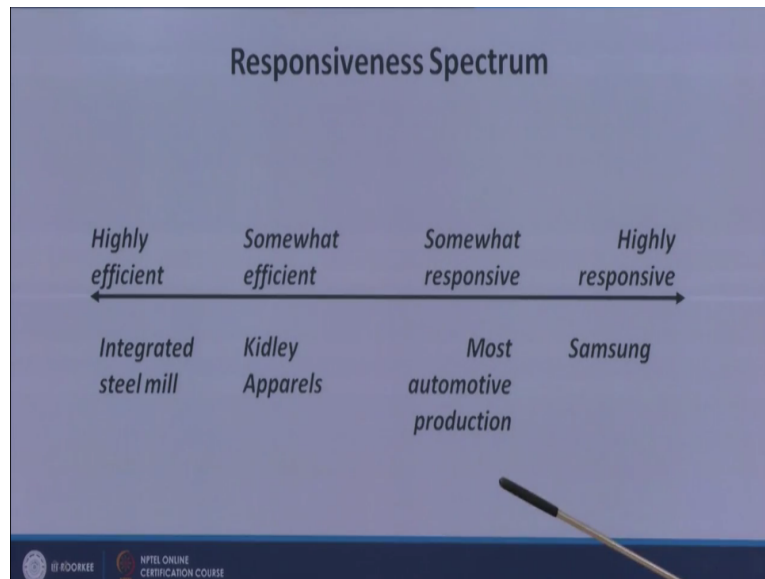 Responsiveness Spectrum
Highly efficient
Somewhat efficient
Somewhat responsive
Highly responsive
Integrated steel mill
Kidley Apparels
Most automotive production
Samsung
IIT ROORKEE
NPTEL ONLINE
CERTIFICATION COURSE